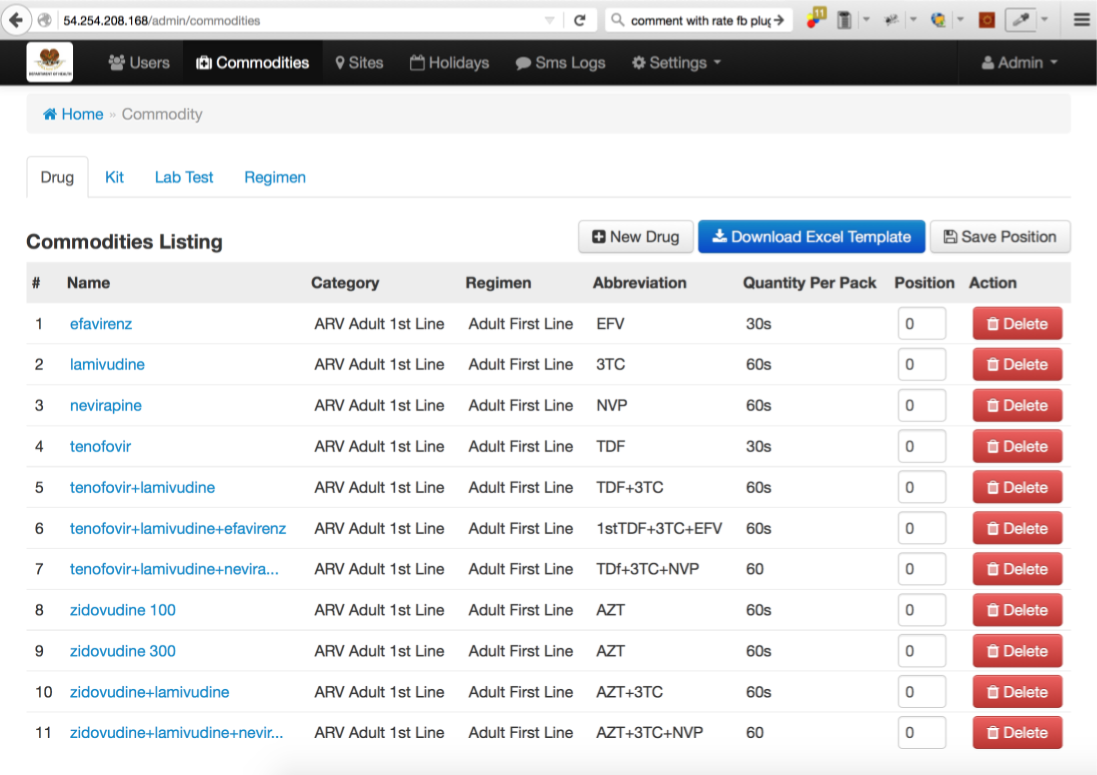 54.254.208.168/admin/commodities comment with rate fb plug 11
DEPARTMENT OF HEALTH Users Commodities Sites Holidays Sms Logs Settings Admin
Home » Commodity
Drug Kit Lab Test Regimen
Commodities Listing New Drug Download Excel Template Save Position
# Name Category Regimen Abbreviation Quantity Per Pack Position Action
1 efavirenz ARV Adult 1st Line Adult First Line EFV 30s 0 Delete
2 lamivudine ARV Adult 1st Line Adult First Line 3TC 60s 0 Delete
3 nevirapine ARV Adult 1st Line Adult First Line NVP 60s 0 Delete
4 tenofovir ARV Adult 1st Line Adult First Line TDF 30s 0 Delete
5 tenofovir+lamivudine ARV Adult 1st Line Adult First Line TDF+3TC 60s 0 Delete
6 tenofovir+lamivudine+efavirenz ARV Adult 1st Line Adult First Line 1stTDF+3TC+EFV 60s 0 Delete
7 tenofovir+lamivudine+nevira... ARV Adult 1st Line Adult First Line TDf+3TC+NVP 60 0 Delete
8 zidovudine 100 ARV Adult 1st Line Adult First Line AZT 60s 0 Delete
9 zidovudine 300 ARV Adult 1st Line Adult First Line AZT 60s 0 Delete
10 zidovudine+lamivudine ARV Adult 1st Line Adult First Line AZT+3TC 60s 0 Delete
11 zidovudine+lamivudine+nevir... ARV Adult 1st Line Adult First Line AZT+3TC+NVP 60 0 Delete